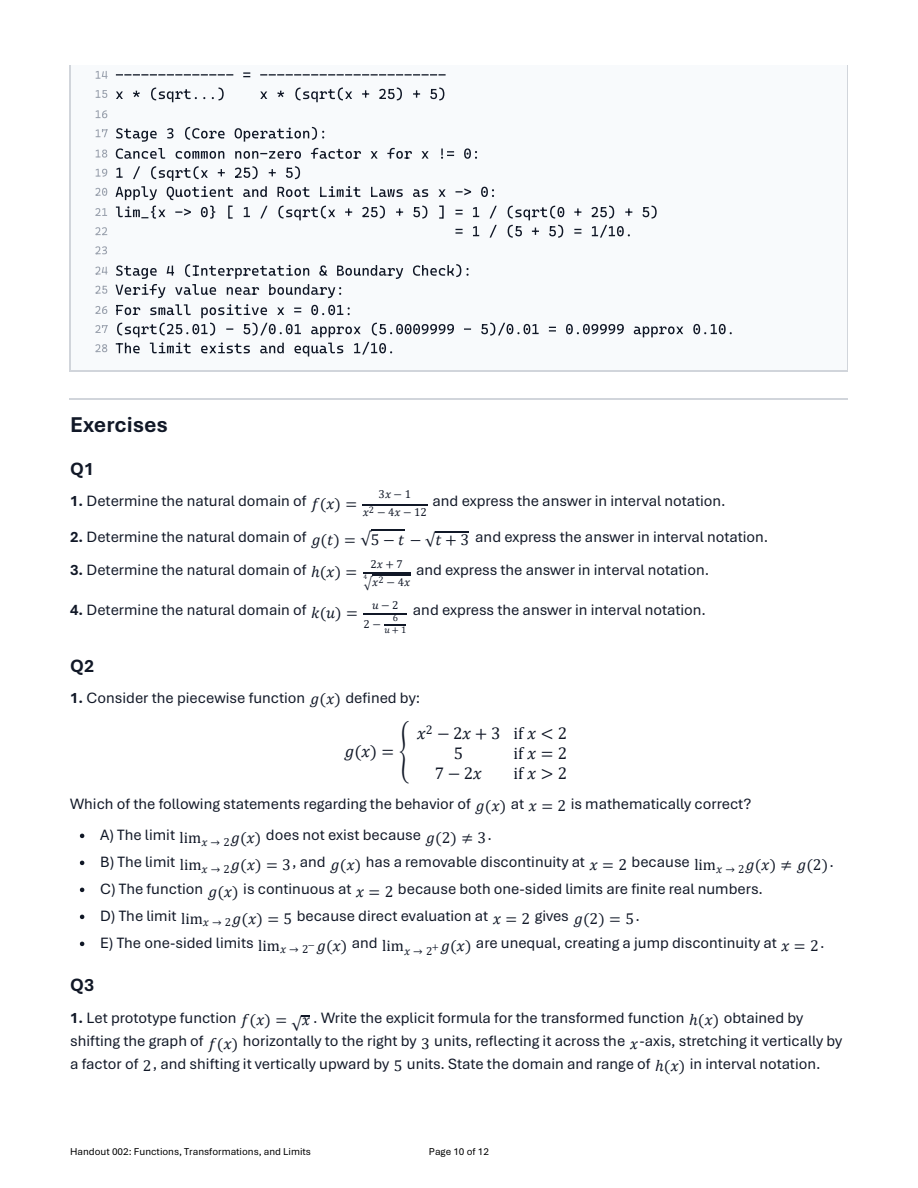 14 -------------- = ----------------------
15 x * (sqrt...)    x * (sqrt(x + 25) + 5)
16
17 Stage 3 (Core Operation):
18 Cancel common non-zero factor x for x != 0:
19 1 / (sqrt(x + 25) + 5)
20 Apply Quotient and Root Limit Laws as x -> 0:
21 lim_{x -> 0} [ 1 / (sqrt(x + 25) + 5) ] = 1 / (sqrt(0 + 25) + 5)
22                                         = 1 / (5 + 5) = 1/10.
23
24 Stage 4 (Interpretation & Boundary Check):
25 Verify value near boundary:
26 For small positive x = 0.01:
27 (sqrt(25.01) - 5)/0.01 approx (5.0009999 - 5)/0.01 = 0.09999 approx 0.10.
28 The limit exists and equals 1/10.
Exercises
Q1
1. Determine the natural domain of f(x) = (3x − 1)/(x² − 4x − 12) and express the answer in interval notation.
2. Determine the natural domain of g(t) = √(5 − t) − √(t + 3) and express the answer in interval notation.
3. Determine the natural domain of h(x) = (2x + 7)/∜(x² − 4x) and express the answer in interval notation.
4. Determine the natural domain of k(u) = (u − 2)/(2 − 6/(u + 1)) and express the answer in interval notation.
Q2
1. Consider the piecewise function g(x) defined by:
g(x) = { x² − 2x + 3 if x < 2
5 if x = 2
7 − 2x if x > 2
Which of the following statements regarding the behavior of g(x) at x = 2 is mathematically correct?
• A) The limit lim x → 2 g(x) does not exist because g(2) ≠ 3.
• B) The limit lim x → 2 g(x) = 3, and g(x) has a removable discontinuity at x = 2 because lim x → 2 g(x) ≠ g(2).
• C) The function g(x) is continuous at x = 2 because both one-sided limits are finite real numbers.
• D) The limit lim x → 2 g(x) = 5 because direct evaluation at x = 2 gives g(2) = 5.
• E) The one-sided limits lim x → 2⁻ g(x) and lim x → 2⁺ g(x) are unequal, creating a jump discontinuity at x = 2.
Q3
1. Let prototype function f(x) = √x. Write the explicit formula for the transformed function h(x) obtained by
shifting the graph of f(x) horizontally to the right by 3 units, reflecting it across the x-axis, stretching it vertically by
a factor of 2, and shifting it vertically upward by 5 units. State the domain and range of h(x) in interval notation.
Handout 002: Functions, Transformations, and Limits
Page 10 of 12